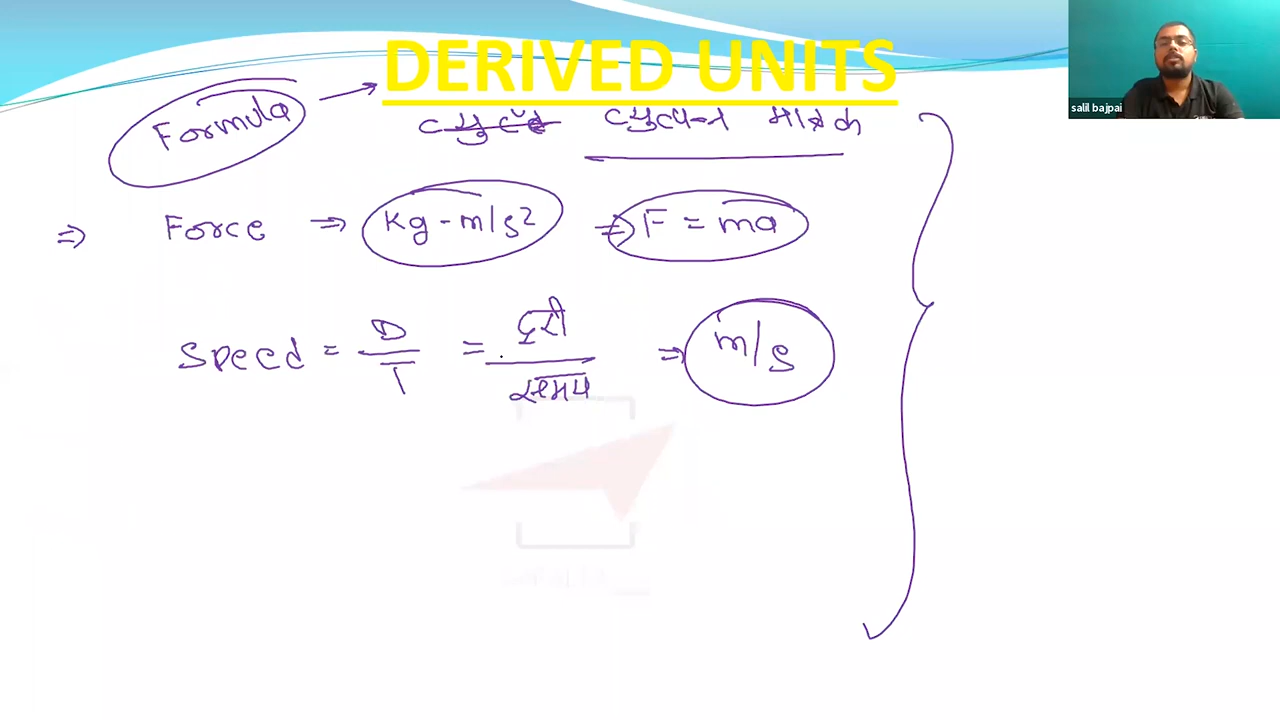 DERIVED UNITS
salil bajpai
Formula →
व्युत्पन्न मात्रक
⇒ Force ⇒ kg - m/s² ⇒ F = ma
Speed = D/T = दूरी/समय ⇒ m/s